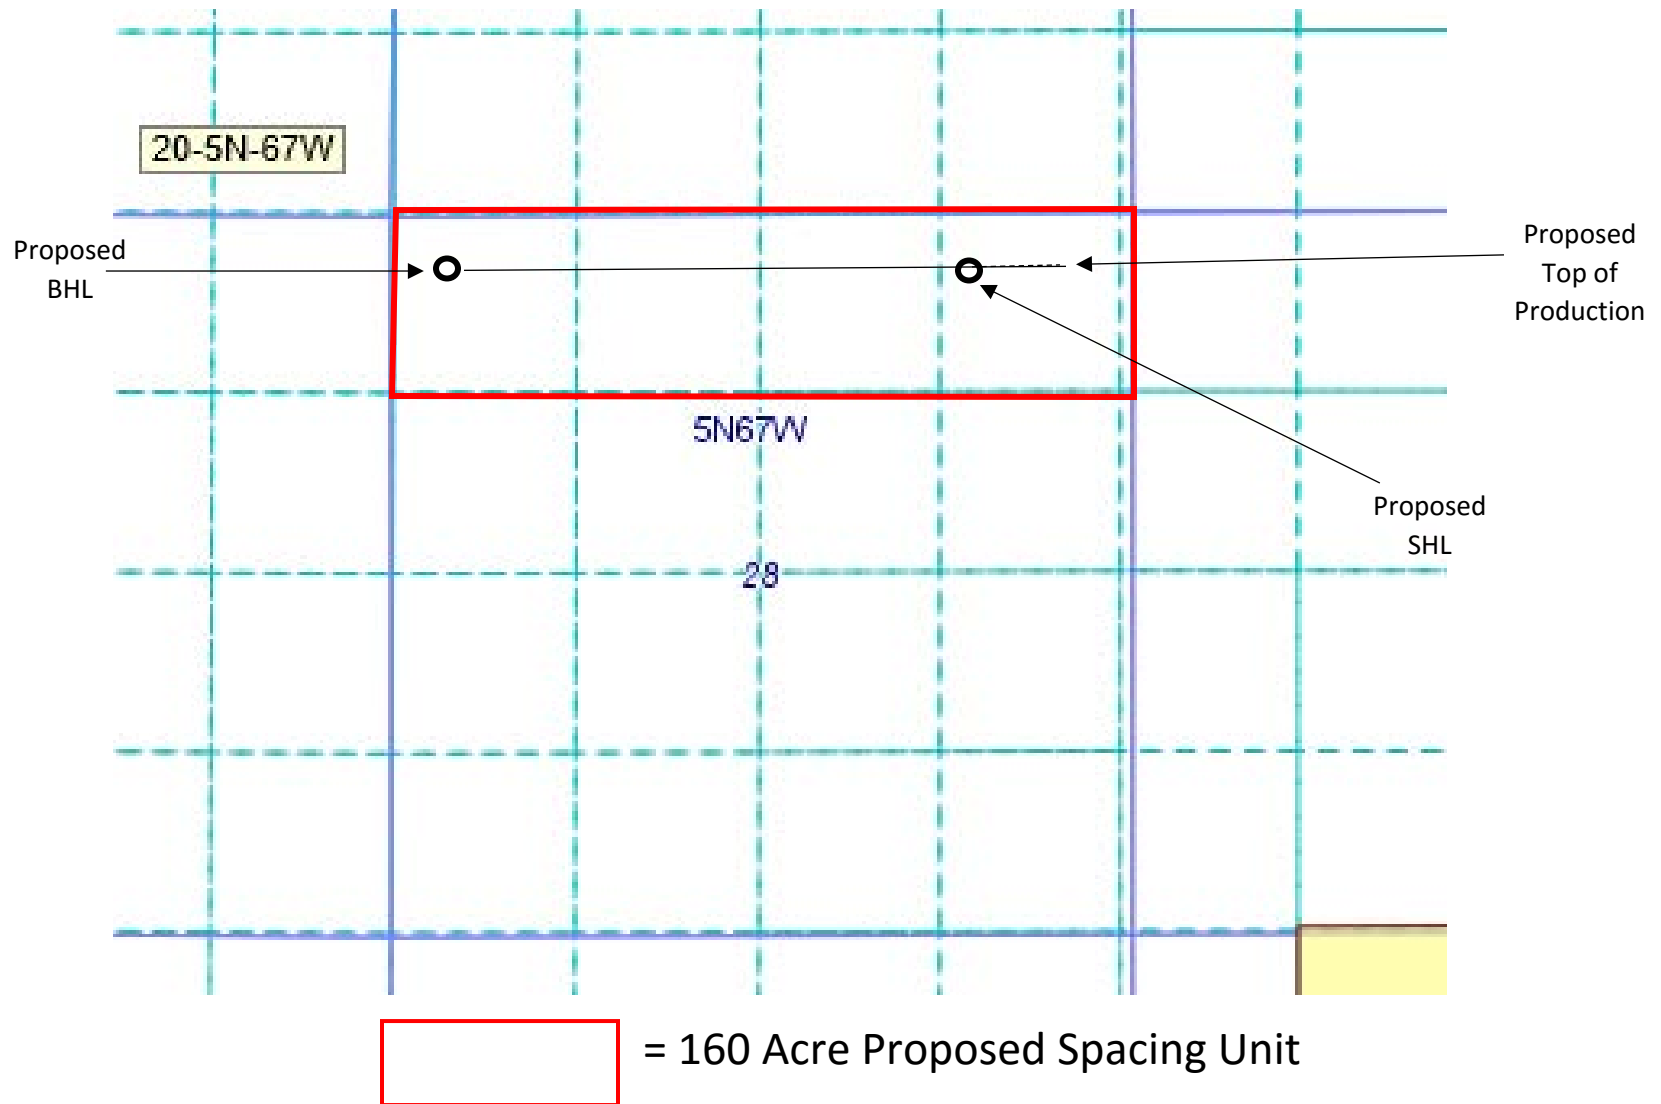 20-5N-67W
Proposed
BHL
Proposed
Top of
Production
5N67W
Proposed
SHL
28
= 160 Acre Proposed Spacing Unit